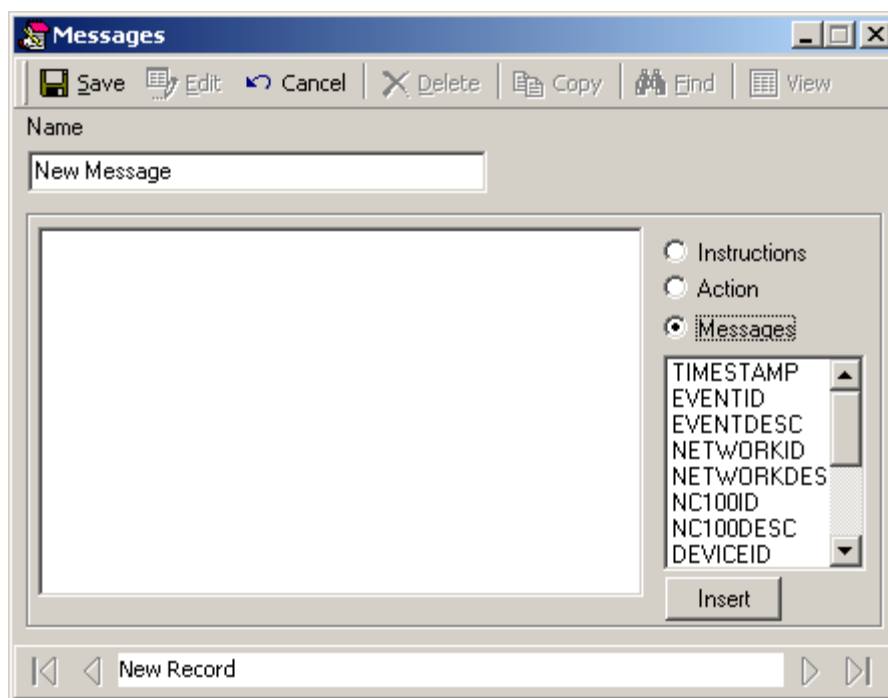 Messages
Save Edit Cancel Delete Copy Find View
Name
New Message
Instructions
Action
Messages
TIMESTAMP
EVENTID
EVENTDESC
NETWORKID
NETWORKDES
NC100ID
NC100DESC
DEVICEID
Insert
New Record